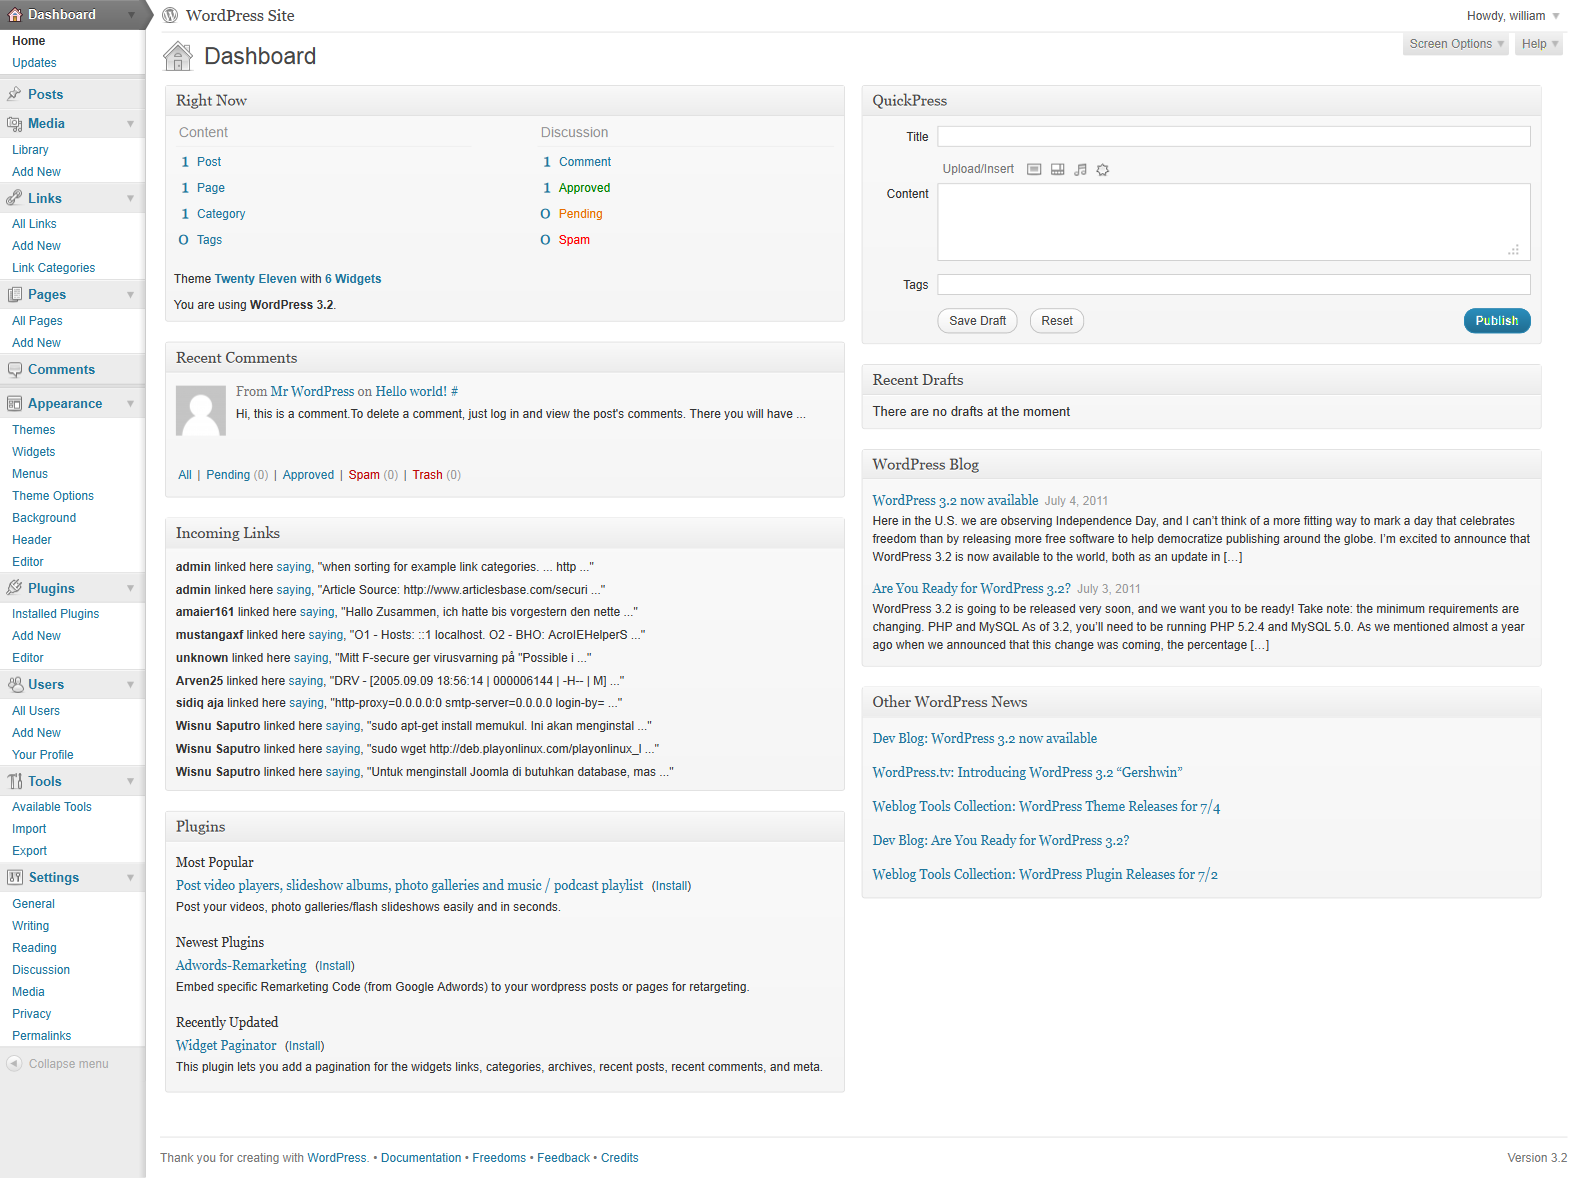 Dashboard
Home
Updates
Posts
Media
Library
Add New
Links
All Links
Add New
Link Categories
Pages
All Pages
Add New
Comments
Appearance
Themes
Widgets
Menus
Theme Options
Background
Header
Editor
Plugins
Installed Plugins
Add New
Editor
Users
All Users
Add New
Your Profile
Tools
Available Tools
Import
Export
Settings
General
Writing
Reading
Discussion
Media
Privacy
Permalinks
Collapse menu
WordPress Site
Howdy, william
Dashboard
Screen Options
Help
Right Now
Content
Discussion
1 Post
1 Comment
1 Page
1 Approved
1 Category
0 Pending
0 Tags
0 Spam
Theme Twenty Eleven with 6 Widgets
You are using WordPress 3.2.
Recent Comments
From Mr WordPress on Hello world! #
Hi, this is a comment.To delete a comment, just log in and view the post's comments. There you will have ...
All | Pending (0) | Approved | Spam (0) | Trash (0)
Incoming Links
admin linked here saying, "when sorting for example link categories. ... http ..."
admin linked here saying, "Article Source: http://www.articlesbase.com/securi ..."
amaier161 linked here saying, "Hallo Zusammen, ich hatte bis vorgestern den nette ..."
mustangaxf linked here saying, "O1 - Hosts: ::1 localhost. O2 - BHO: AcroIEHelperS ..."
unknown linked here saying, "Mitt F-secure ger virusvarning på "Possible i ..."
Arven25 linked here saying, "DRV - [2005.09.09 18:56:14 | 000006144 | -H-- | M] ..."
sidiq aja linked here saying, "http-proxy=0.0.0.0:0 smtp-server=0.0.0.0 login-by= ..."
Wisnu Saputro linked here saying, "sudo apt-get install memukul. Ini akan menginstal ..."
Wisnu Saputro linked here saying, "sudo wget http://deb.playonlinux.com/playonlinux_l ..."
Wisnu Saputro linked here saying, "Untuk menginstall Joomla di butuhkan database, mas ..."
Plugins
Most Popular
Post video players, slideshow albums, photo galleries and music / podcast playlist (Install)
Post your videos, photo galleries/flash slideshows easily and in seconds.
Newest Plugins
Adwords-Remarketing (Install)
Embed specific Remarketing Code (from Google Adwords) to your wordpress posts or pages for retargeting.
Recently Updated
Widget Paginator (Install)
This plugin lets you add a pagination for the widgets links, categories, archives, recent posts, recent comments, and meta.
QuickPress
Title
Upload/Insert
Content
Tags
Save Draft
Reset
Publish
Recent Drafts
There are no drafts at the moment
WordPress Blog
WordPress 3.2 now available July 4, 2011
Here in the U.S. we are observing Independence Day, and I can't think of a more fitting way to mark a day that celebrates
freedom than by releasing more free software to help democratize publishing around the globe. I'm excited to announce that
WordPress 3.2 is now available to the world, both as an update in […]
Are You Ready for WordPress 3.2? July 3, 2011
WordPress 3.2 is going to be released very soon, and we want you to be ready! Take note: the minimum requirements are
changing. PHP and MySQL As of 3.2, you'll need to be running PHP 5.2.4 and MySQL 5.0. As we mentioned almost a year
ago when we announced that this change was coming, the percentage […]
Other WordPress News
Dev Blog: WordPress 3.2 now available
WordPress.tv: Introducing WordPress 3.2 “Gershwin”
Weblog Tools Collection: WordPress Theme Releases for 7/4
Dev Blog: Are You Ready for WordPress 3.2?
Weblog Tools Collection: WordPress Plugin Releases for 7/2
Thank you for creating with WordPress. • Documentation • Freedoms • Feedback • Credits
Version 3.2